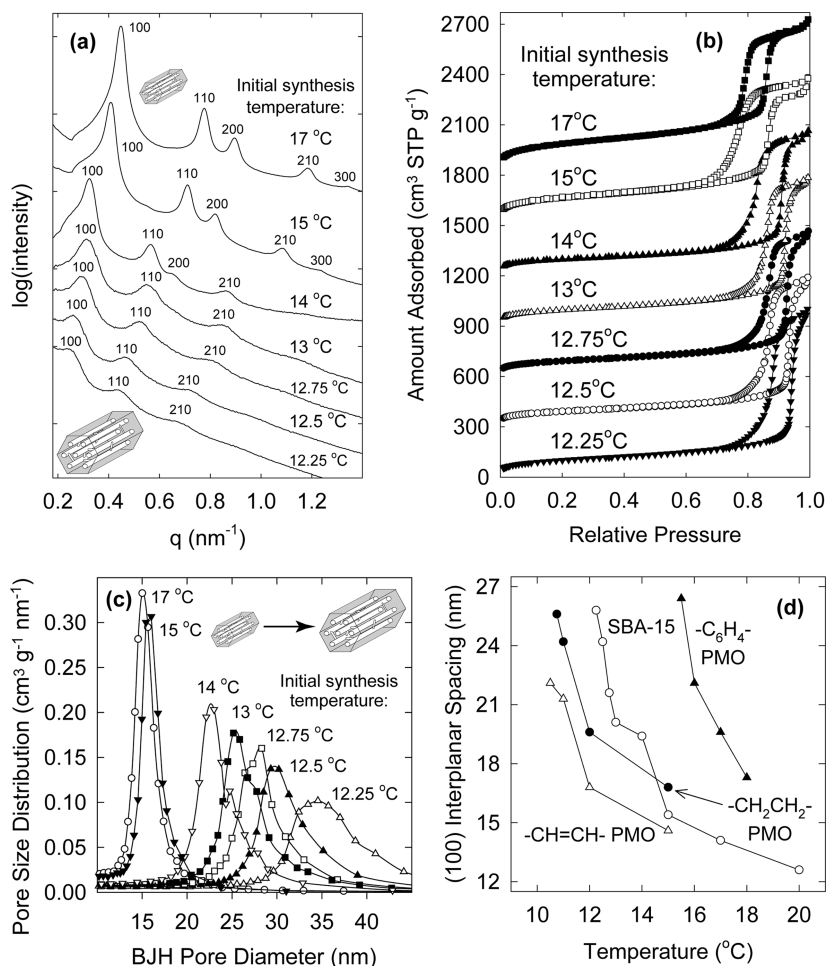 (a)
100
17 °C
110
200
210
300
Initial synthesis
temperature:
100
15 °C
110
200
210
300
100
14 °C
110
200
210
100
13 °C
110
210
100
12.75 °C
110
210
100
12.5 °C
110
210
100
12.25 °C
110
210
log(intensity)
0.2 0.4 0.6 0.8 1.0 1.2
q (nm⁻¹)
(b)
Initial synthesis
temperature:
17°C
15°C
14°C
13°C
12.75°C
12.5°C
12.25°C
Amount Adsorbed (cm³ STP g⁻¹)
2700
2400
2100
1800
1500
1200
900
600
300
0
0.0 0.2 0.4 0.6 0.8 1.0
Relative Pressure
(c)
17 °C
15 °C
14 °C
13 °C
12.75 °C
12.5 °C
12.25 °C
Initial synthesis
temperature:
Pore Size Distribution (cm³ g⁻¹ nm⁻¹)
0.30
0.25
0.20
0.15
0.10
0.05
0.00
15 20 25 30 35 40
BJH Pore Diameter (nm)
(d)
SBA-15
-C₆H₄-
PMO
-CH₂CH₂-
PMO
-CH=CH- PMO
(100) Interplanar Spacing (nm)
27
24
21
18
15
12
10 12 14 16 18 20
Temperature (°C)